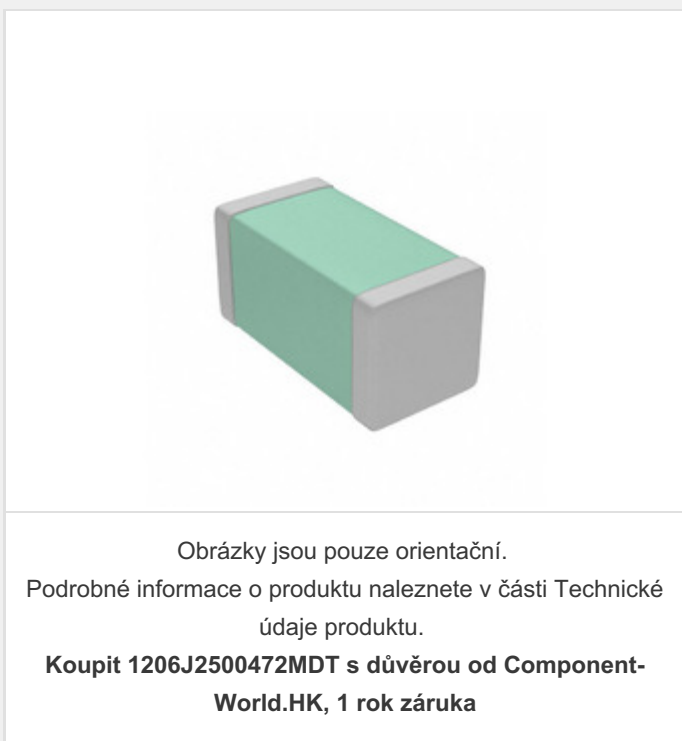 Obrázky jsou pouze orientační.
Podrobné informace o produktu naleznete v části Technické
údaje produktu.
Koupit 1206J2500472MDT s důvěrou od Component-
World.HK, 1 rok záruka